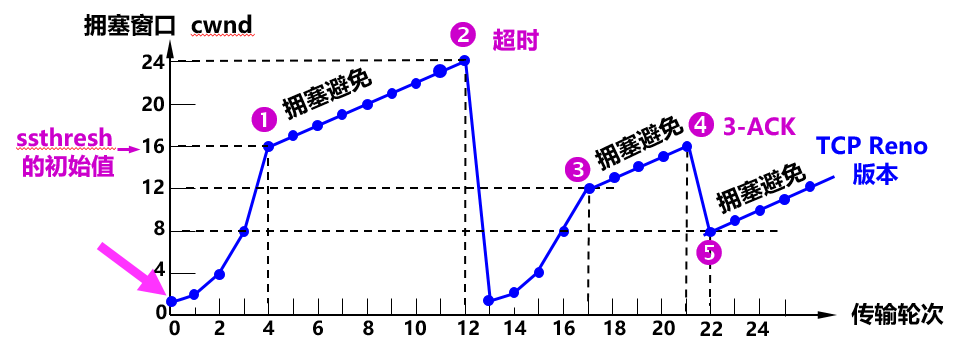 拥塞窗口 cwnd
❷ 超时
24
拥塞避免
20
❶
❹ 3-ACK
ssthresh
的初始值
16
拥塞避免
TCP Reno
版本
❸
12
拥塞避免
8
❺
4
0
0 2 4 6 8 10 12 14 16 18 20 22 24
传输轮次